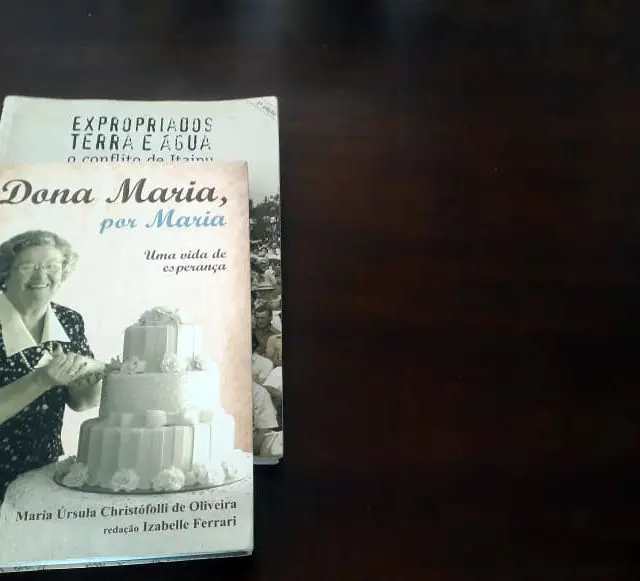 EXPROPRIADOS
TERRA E ÁGUA
o conflito de Itaipu
Dona Maria,
por Maria
Uma vida de
esperança
Maria Úrsula Christófolli de Oliveira
redação Izabelle Ferrari